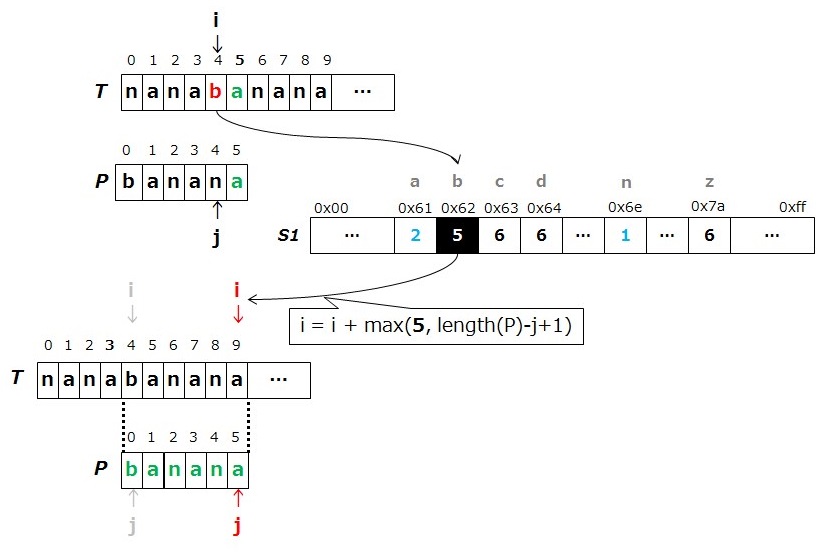 i
0 1 2 3 4 5 6 7 8 9
T n a n a b a n a n a ...
0 1 2 3 4 5
P b a n a n a
a b c d n z
0x00 0x61 0x62 0x63 0x64 0x6e 0x7a 0xff
j S1 ... 2 5 6 6 ... 1 ... 6 ...
i i
i = i + max(5, length(P)-j+1)
0 1 2 3 4 5 6 7 8 9
T n a n a b a n a n a ...
0 1 2 3 4 5
P b a n a n a
j j